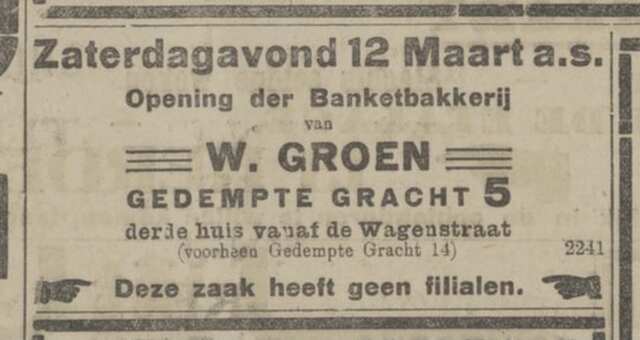 Zaterdagavond 12 Maart a.s.
Opening der Banketbakkerij
van
W. GROEN
GEDEMPTE GRACHT 5
derde huis vanaf de Wagenstraat
(voorheen Gedempte Gracht 14) 2241
Deze zaak heeft geen filialen.